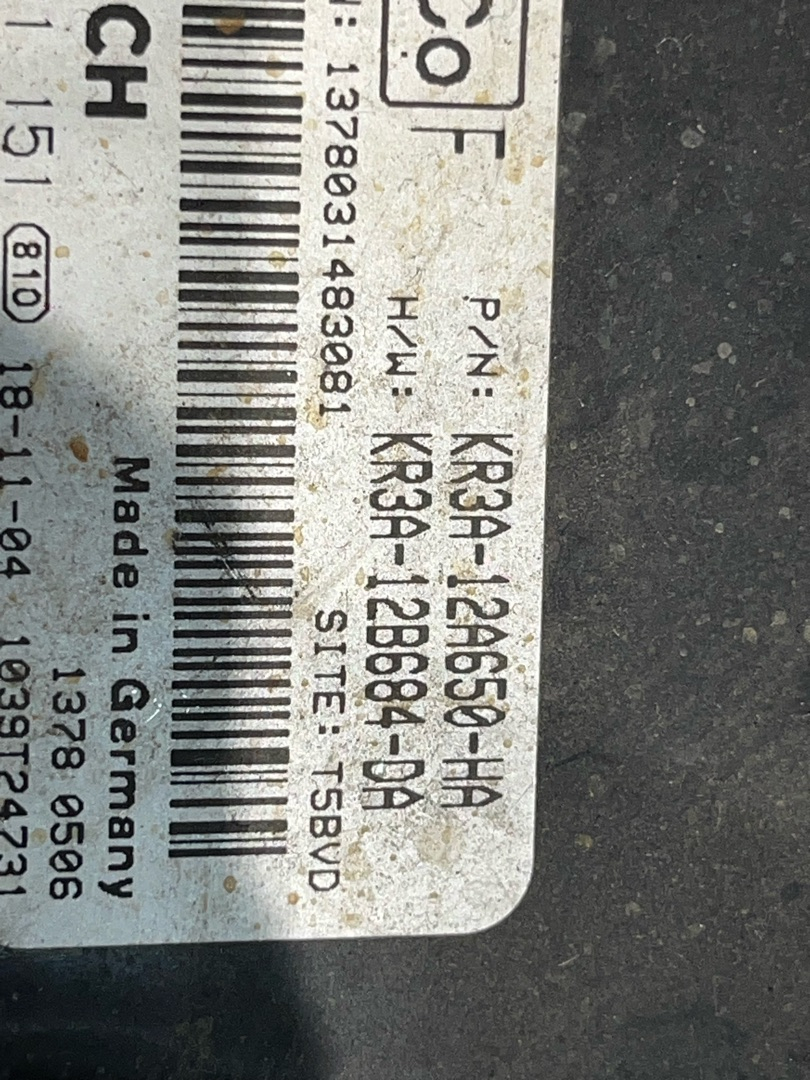 Co
F
P/N: KR3A-12A650-HA
H/W: KR3A-12B684-DA
: 1378031483081 SITE: T5BVD
CH
Made in Germany
1378 0506
1 151 810 18-11-04 1039T24731